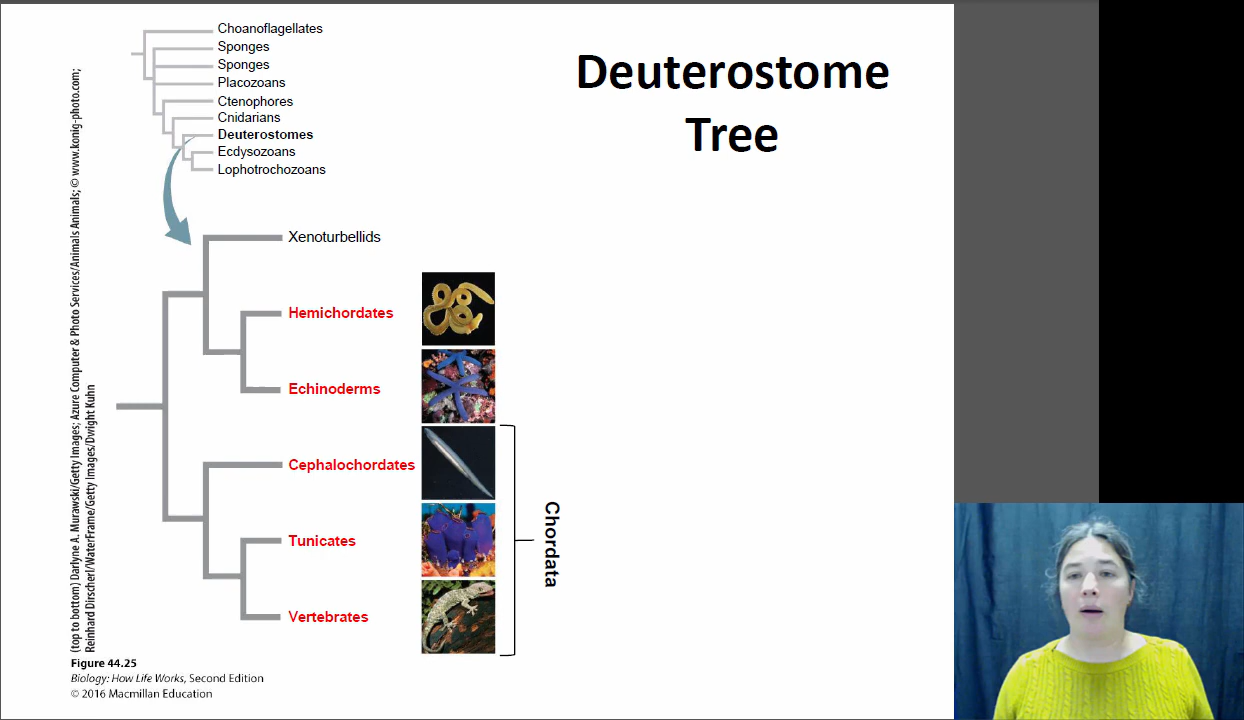 Deuterostome
Tree
Choanoflagellates
Sponges
Sponges
Placozoans
Ctenophores
Cnidarians
Deuterostomes
Ecdysozoans
Lophotrochozoans
Xenoturbellids
Hemichordates
Echinoderms
Cephalochordates
Tunicates
Vertebrates
Chordata
(top to bottom) Darlyne A. Murawski/Getty Images; Azure Computer & Photo Services/Animals Animals; © www.konig-photo.com;
Reinhard Dirscherl/WaterFrame/Getty Images/Dwight Kuhn
Figure 44.25
Biology: How Life Works, Second Edition
© 2016 Macmillan Education